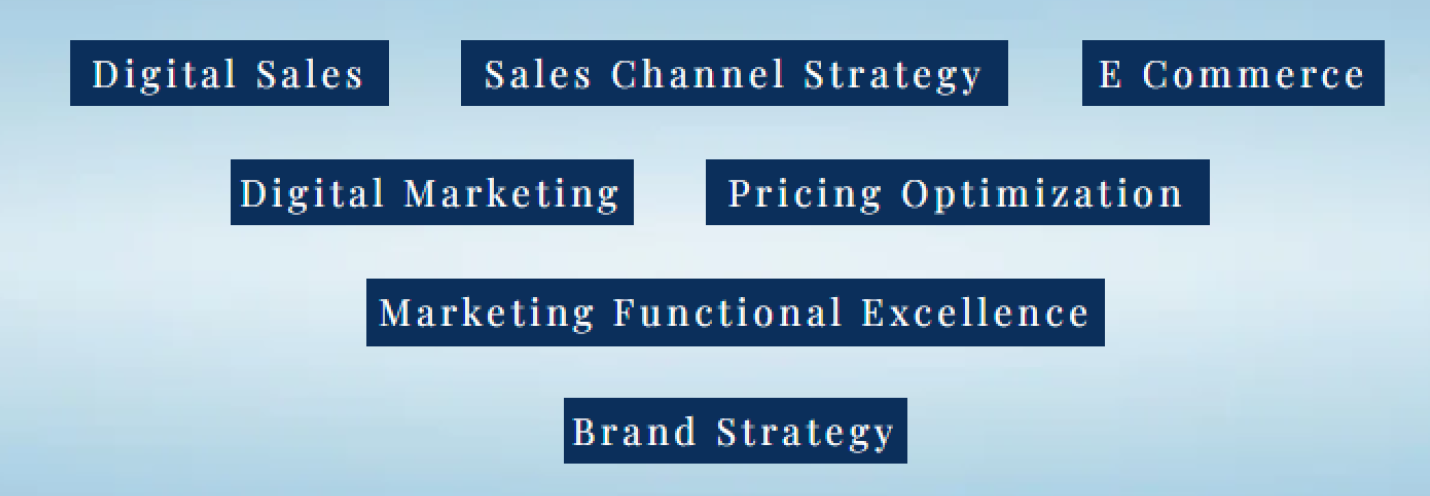 Digital Sales
Sales Channel Strategy
E Commerce
Digital Marketing
Pricing Optimization
Marketing Functional Excellence
Brand Strategy